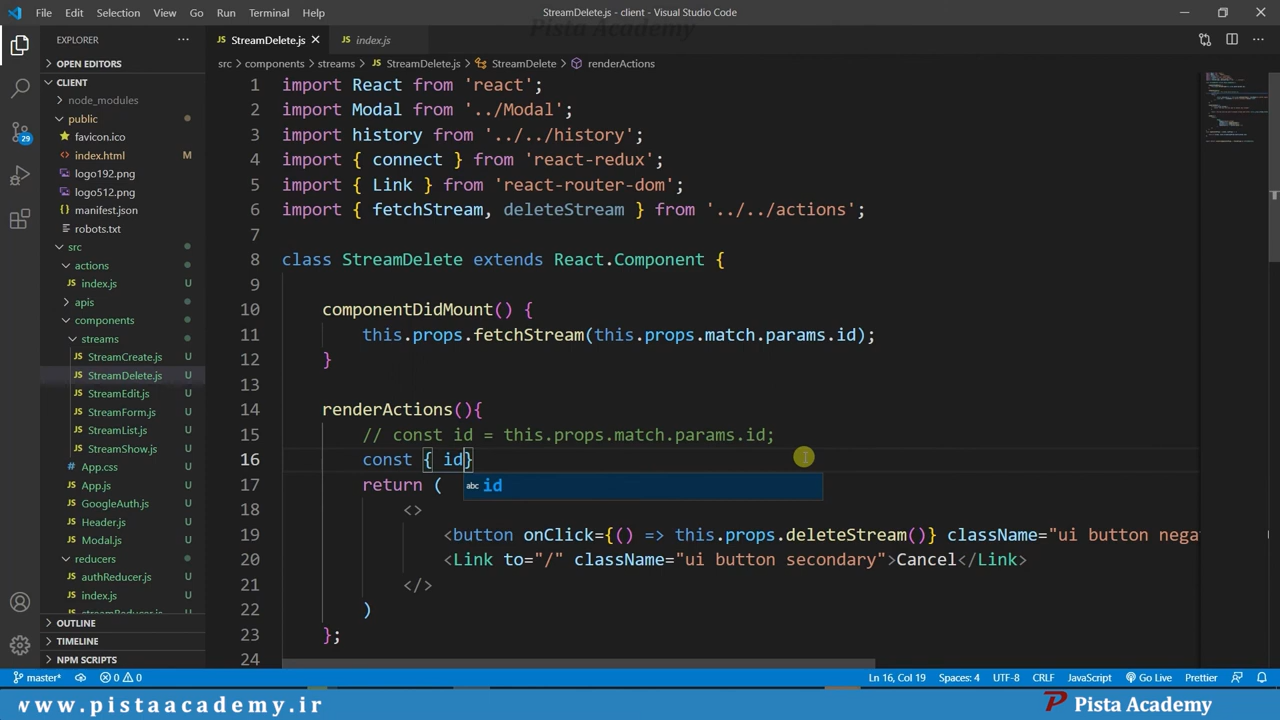 File Edit Selection View Go Run Terminal Help StreamDelete.js - client - Visual Studio Code
Pista Academy
EXPLORER ··· StreamDelete.js × index.js
OPEN EDITORS
src > components > streams > StreamDelete.js > StreamDelete > renderActions
CLIENT
node_modules
public
favicon.ico
index.html M
logo192.png
logo512.png
manifest.json
robots.txt
src
actions
index.js
apis
components
streams
StreamCreate.js U
StreamDelete.js U
StreamEdit.js U
StreamForm.js U
StreamList.js U
StreamShow.js U
App.css U
App.js U
GoogleAuth.js U
Header.js U
Modal.js U
reducers
authReducer.js U
index.js U
streamReducer.js U
OUTLINE
TIMELINE
NPM SCRIPTS
29
1 import React from 'react';
2 import Modal from '../Modal';
3 import history from '../../history';
4 import { connect } from 'react-redux';
5 import { Link } from 'react-router-dom';
6 import { fetchStream, deleteStream } from '../../actions';
7
8 class StreamDelete extends React.Component {
9
10 componentDidMount() {
11 this.props.fetchStream(this.props.match.params.id);
12 }
13
14 renderActions(){
15 // const id = this.props.match.params.id;
16 const { id}
17 return (
abc id
18 <>
19 <button onClick={() => this.props.deleteStream()} className="ui button nega
20 <Link to="/" className="ui button secondary">Cancel</Link>
21 </>
22 )
23 };
24
master* 0 0 Ln 16, Col 19 Spaces: 4 UTF-8 CRLF JavaScript Go Live Prettier
www.pistaacademy.ir Pista Academy